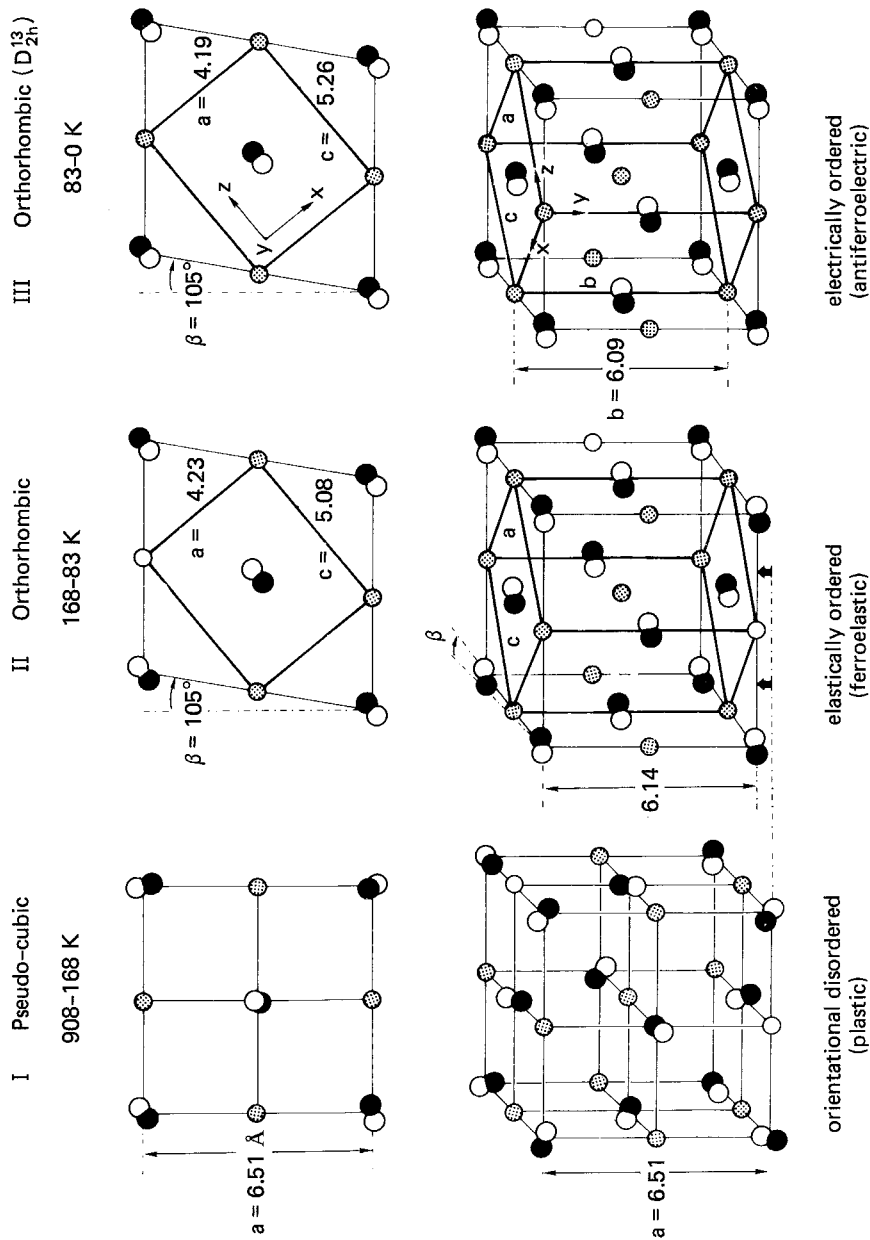 I Pseudo-cubic
908–168 K
a = 6.51 Å
a = 6.51
orientational disordered
(plastic)
II Orthorhombic
168–83 K
β = 105°
a = 4.23
c = 5.08
β
a
c
6.14
elastically ordered
(ferroelastic)
III Orthorhombic (D₂ₕ¹³)
83–0 K
β = 105°
a = 4.19
c = 5.26
z
y
x
a
c
z
x
y
b
b = 6.09
electrically ordered
(antiferroelectric)